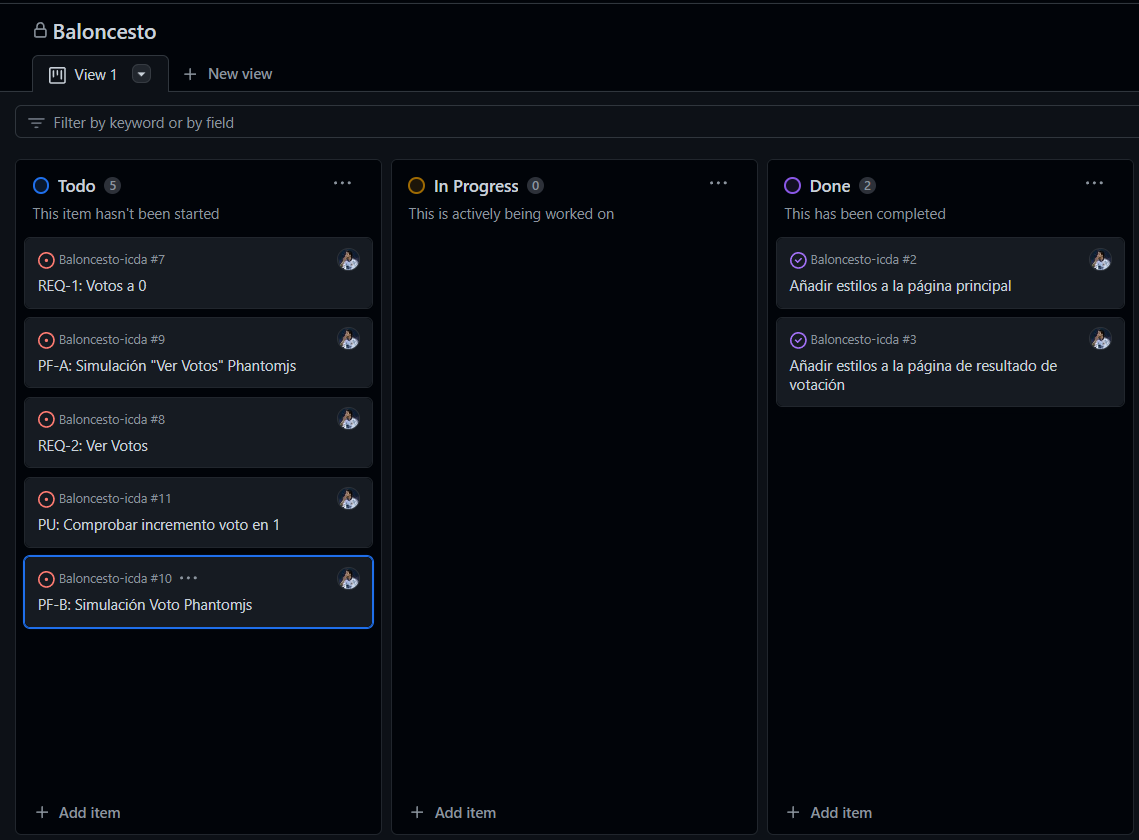 Baloncesto
View 1
New view
Filter by keyword or by field
Todo 5
This item hasn't been started
Baloncesto-icda #7
REQ-1: Votos a 0
Baloncesto-icda #9
PF-A: Simulación "Ver Votos" Phantomjs
Baloncesto-icda #8
REQ-2: Ver Votos
Baloncesto-icda #11
PU: Comprobar incremento voto en 1
Baloncesto-icda #10
PF-B: Simulación Voto Phantomjs
Add item
In Progress 0
This is actively being worked on
Add item
Done 2
This has been completed
Baloncesto-icda #2
Añadir estilos a la página principal
Baloncesto-icda #3
Añadir estilos a la página de resultado de
votación
Add item